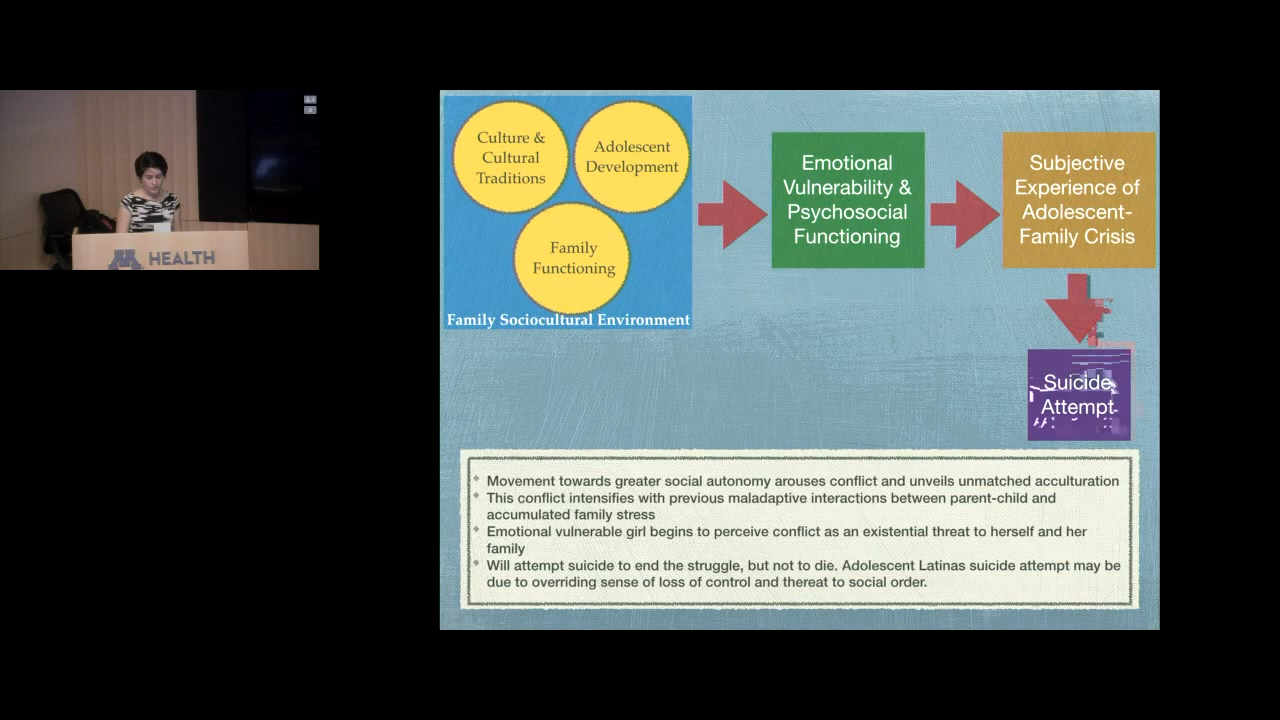 HEALTH
Culture &
Cultural
Traditions
Adolescent
Development
Family
Functioning
Family Sociocultural Environment
Emotional
Vulnerability &
Psychosocial
Functioning
Subjective
Experience of
Adolescent-
Family Crisis
Suicide
Attempt
Movement towards greater social autonomy arouses conflict and unveils unmatched acculturation
This conflict intensifies with previous maladaptive interactions between parent-child and
accumulated family stress
Emotional vulnerable girl begins to perceive conflict as an existential threat to herself and her
family
Will attempt suicide to end the struggle, but not to die. Adolescent Latinas suicide attempt may be
due to overriding sense of loss of control and thereat to social order.